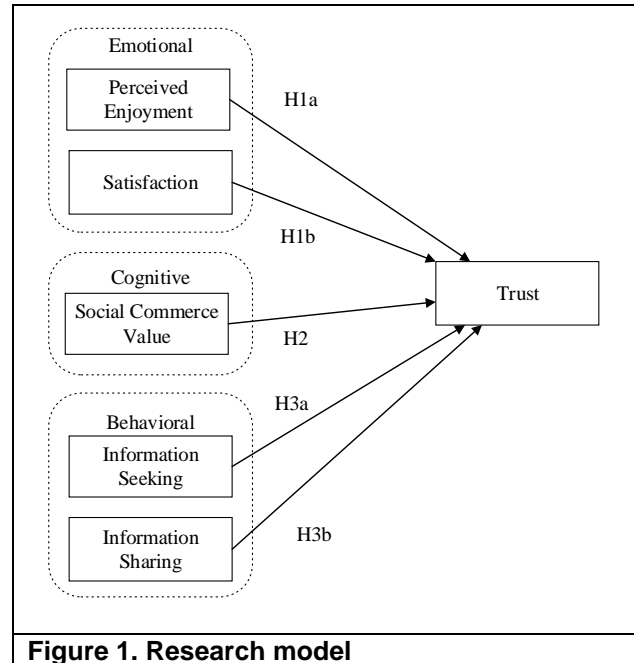 Emotional
Perceived
Enjoyment
H1a
Satisfaction
H1b
Cognitive
Social Commerce
Value
H2
Trust
H3a
Behavioral
Information
Seeking
Information
Sharing
H3b
Figure 1. Research model